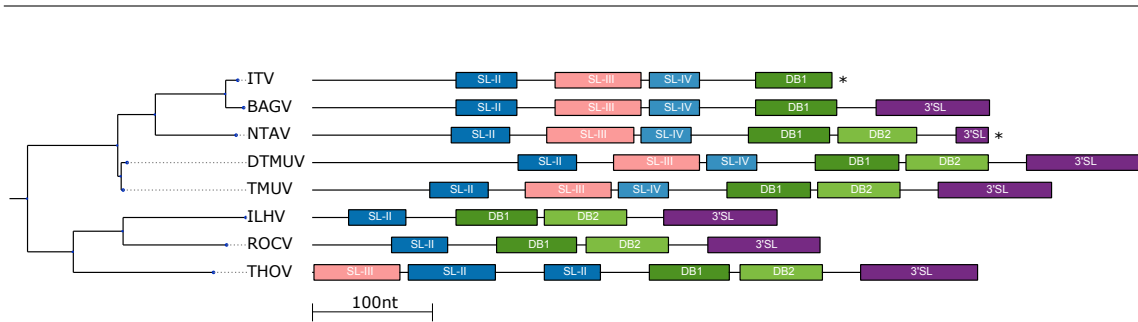 ITV SL-II SL-III SL-IV DB1 *
BAGV SL-II SL-III SL-IV DB1 3'SL
NTAV SL-II SL-III SL-IV DB1 DB2 3'SL *
DTMUV SL-II SL-III SL-IV DB1 DB2 3'SL
TMUV SL-II SL-III SL-IV DB1 DB2 3'SL
ILHV SL-II DB1 DB2 3'SL
ROCV SL-II DB1 DB2 3'SL
THOV SL-III SL-II SL-II DB1 DB2 3'SL
100nt